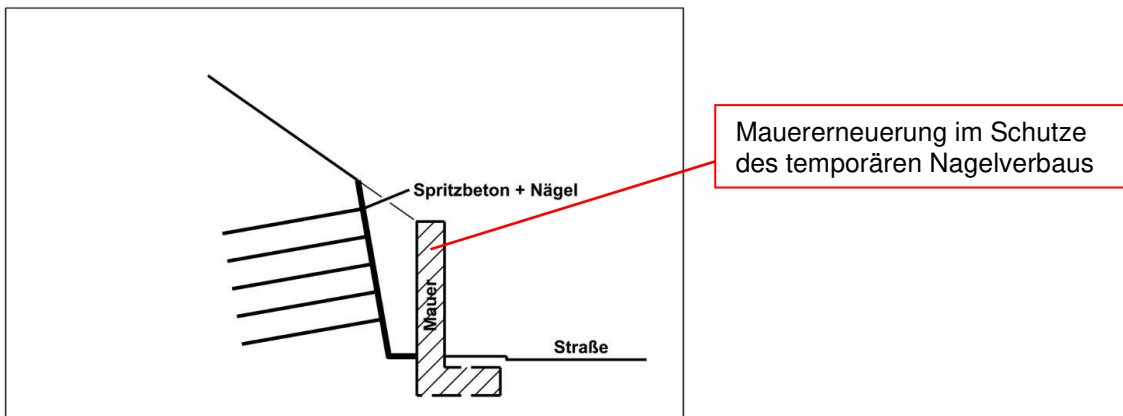 Mauererneuerung im Schutze
des temporären Nagelverbaus
Spritzbeton + Nägel
Mauer
Straße